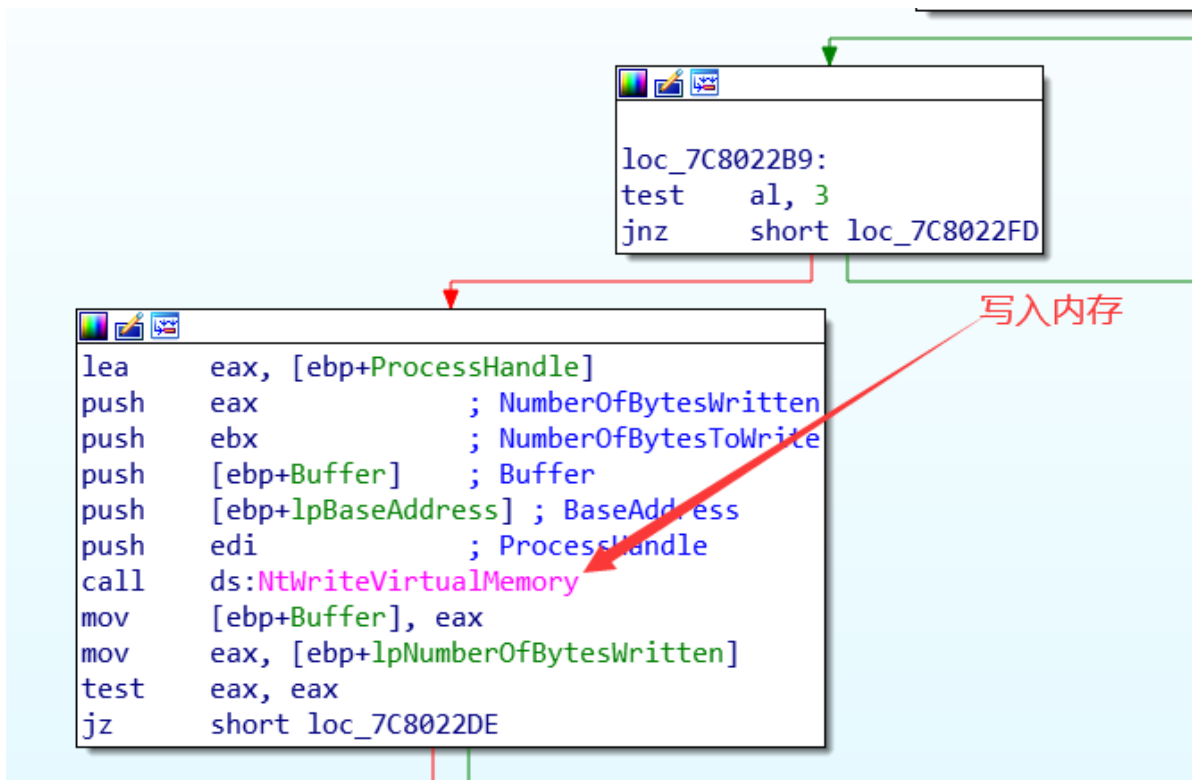 loc_7C8022B9:
test al, 3
jnz short loc_7C8022FD
写入内存
lea eax, [ebp+ProcessHandle]
push eax ; NumberOfBytesWritten
push ebx ; NumberOfBytesToWrite
push [ebp+Buffer] ; Buffer
push [ebp+lpBaseAddress] ; BaseAddress
push edi ; ProcessHandle
call ds:NtWriteVirtualMemory
mov [ebp+Buffer], eax
mov eax, [ebp+lpNumberOfBytesWritten]
test eax, eax
jz short loc_7C8022DE